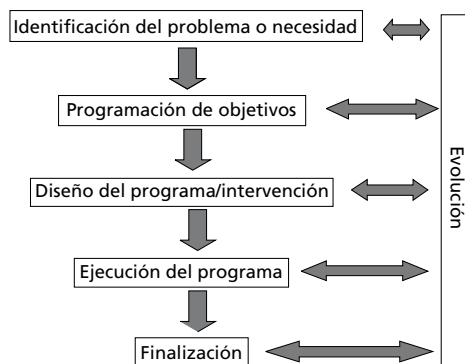 Identificación del problema o necesidad
Programación de objetivos
Diseño del programa/intervención
Ejecución del programa
Finalización
Evolución